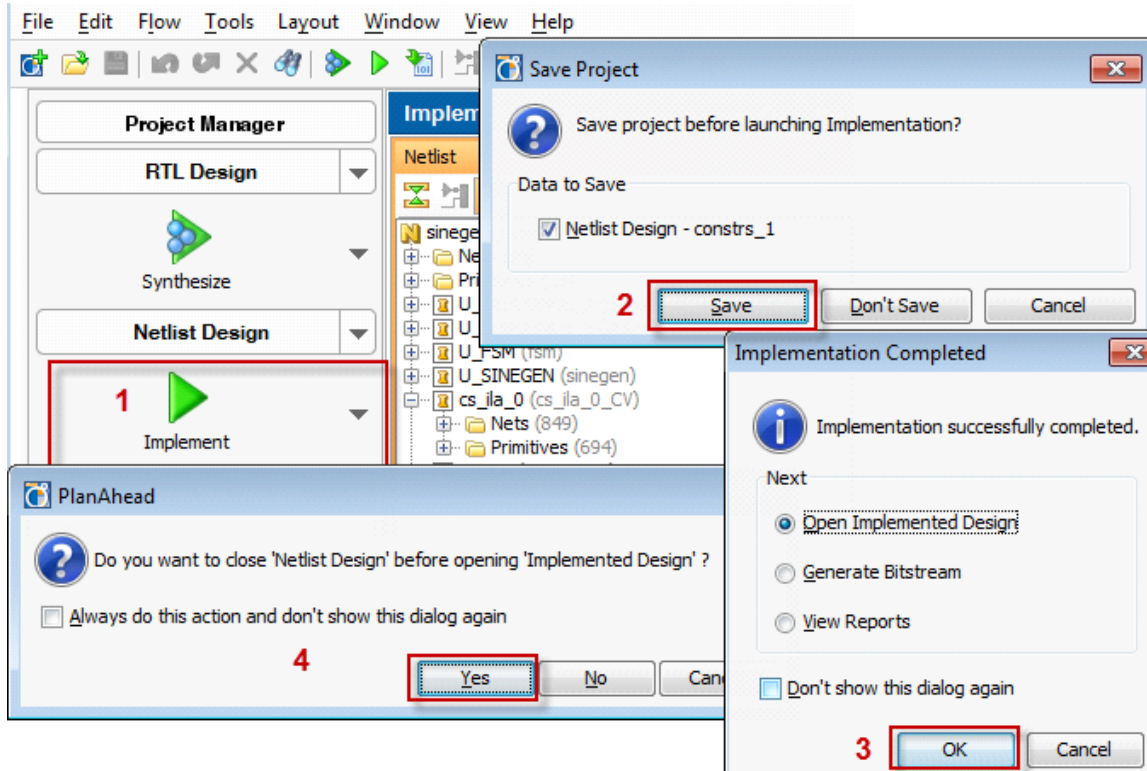 File Edit Flow Tools Layout Window View Help
Project Manager
RTL Design
Synthesize
Netlist Design
1
Implement
Implem
Netlist
sinege
Ne
Pri
U_
U_
U_FSM (fsm)
U_SINEGEN (sinegen)
cs_ila_0 (cs_ila_0_CV)
Nets (849)
Primitives (694)
Save Project
Save project before launching Implementation?
Data to Save
Netlist Design - constrs_1
2 Save Don't Save Cancel
Implementation Completed
Implementation successfully completed.
Next
Open Implemented Design
Generate Bitstream
View Reports
Don't show this dialog again
3 OK Cancel
PlanAhead
Do you want to close 'Netlist Design' before opening 'Implemented Design' ?
Always do this action and don't show this dialog again
4
Yes No Canc